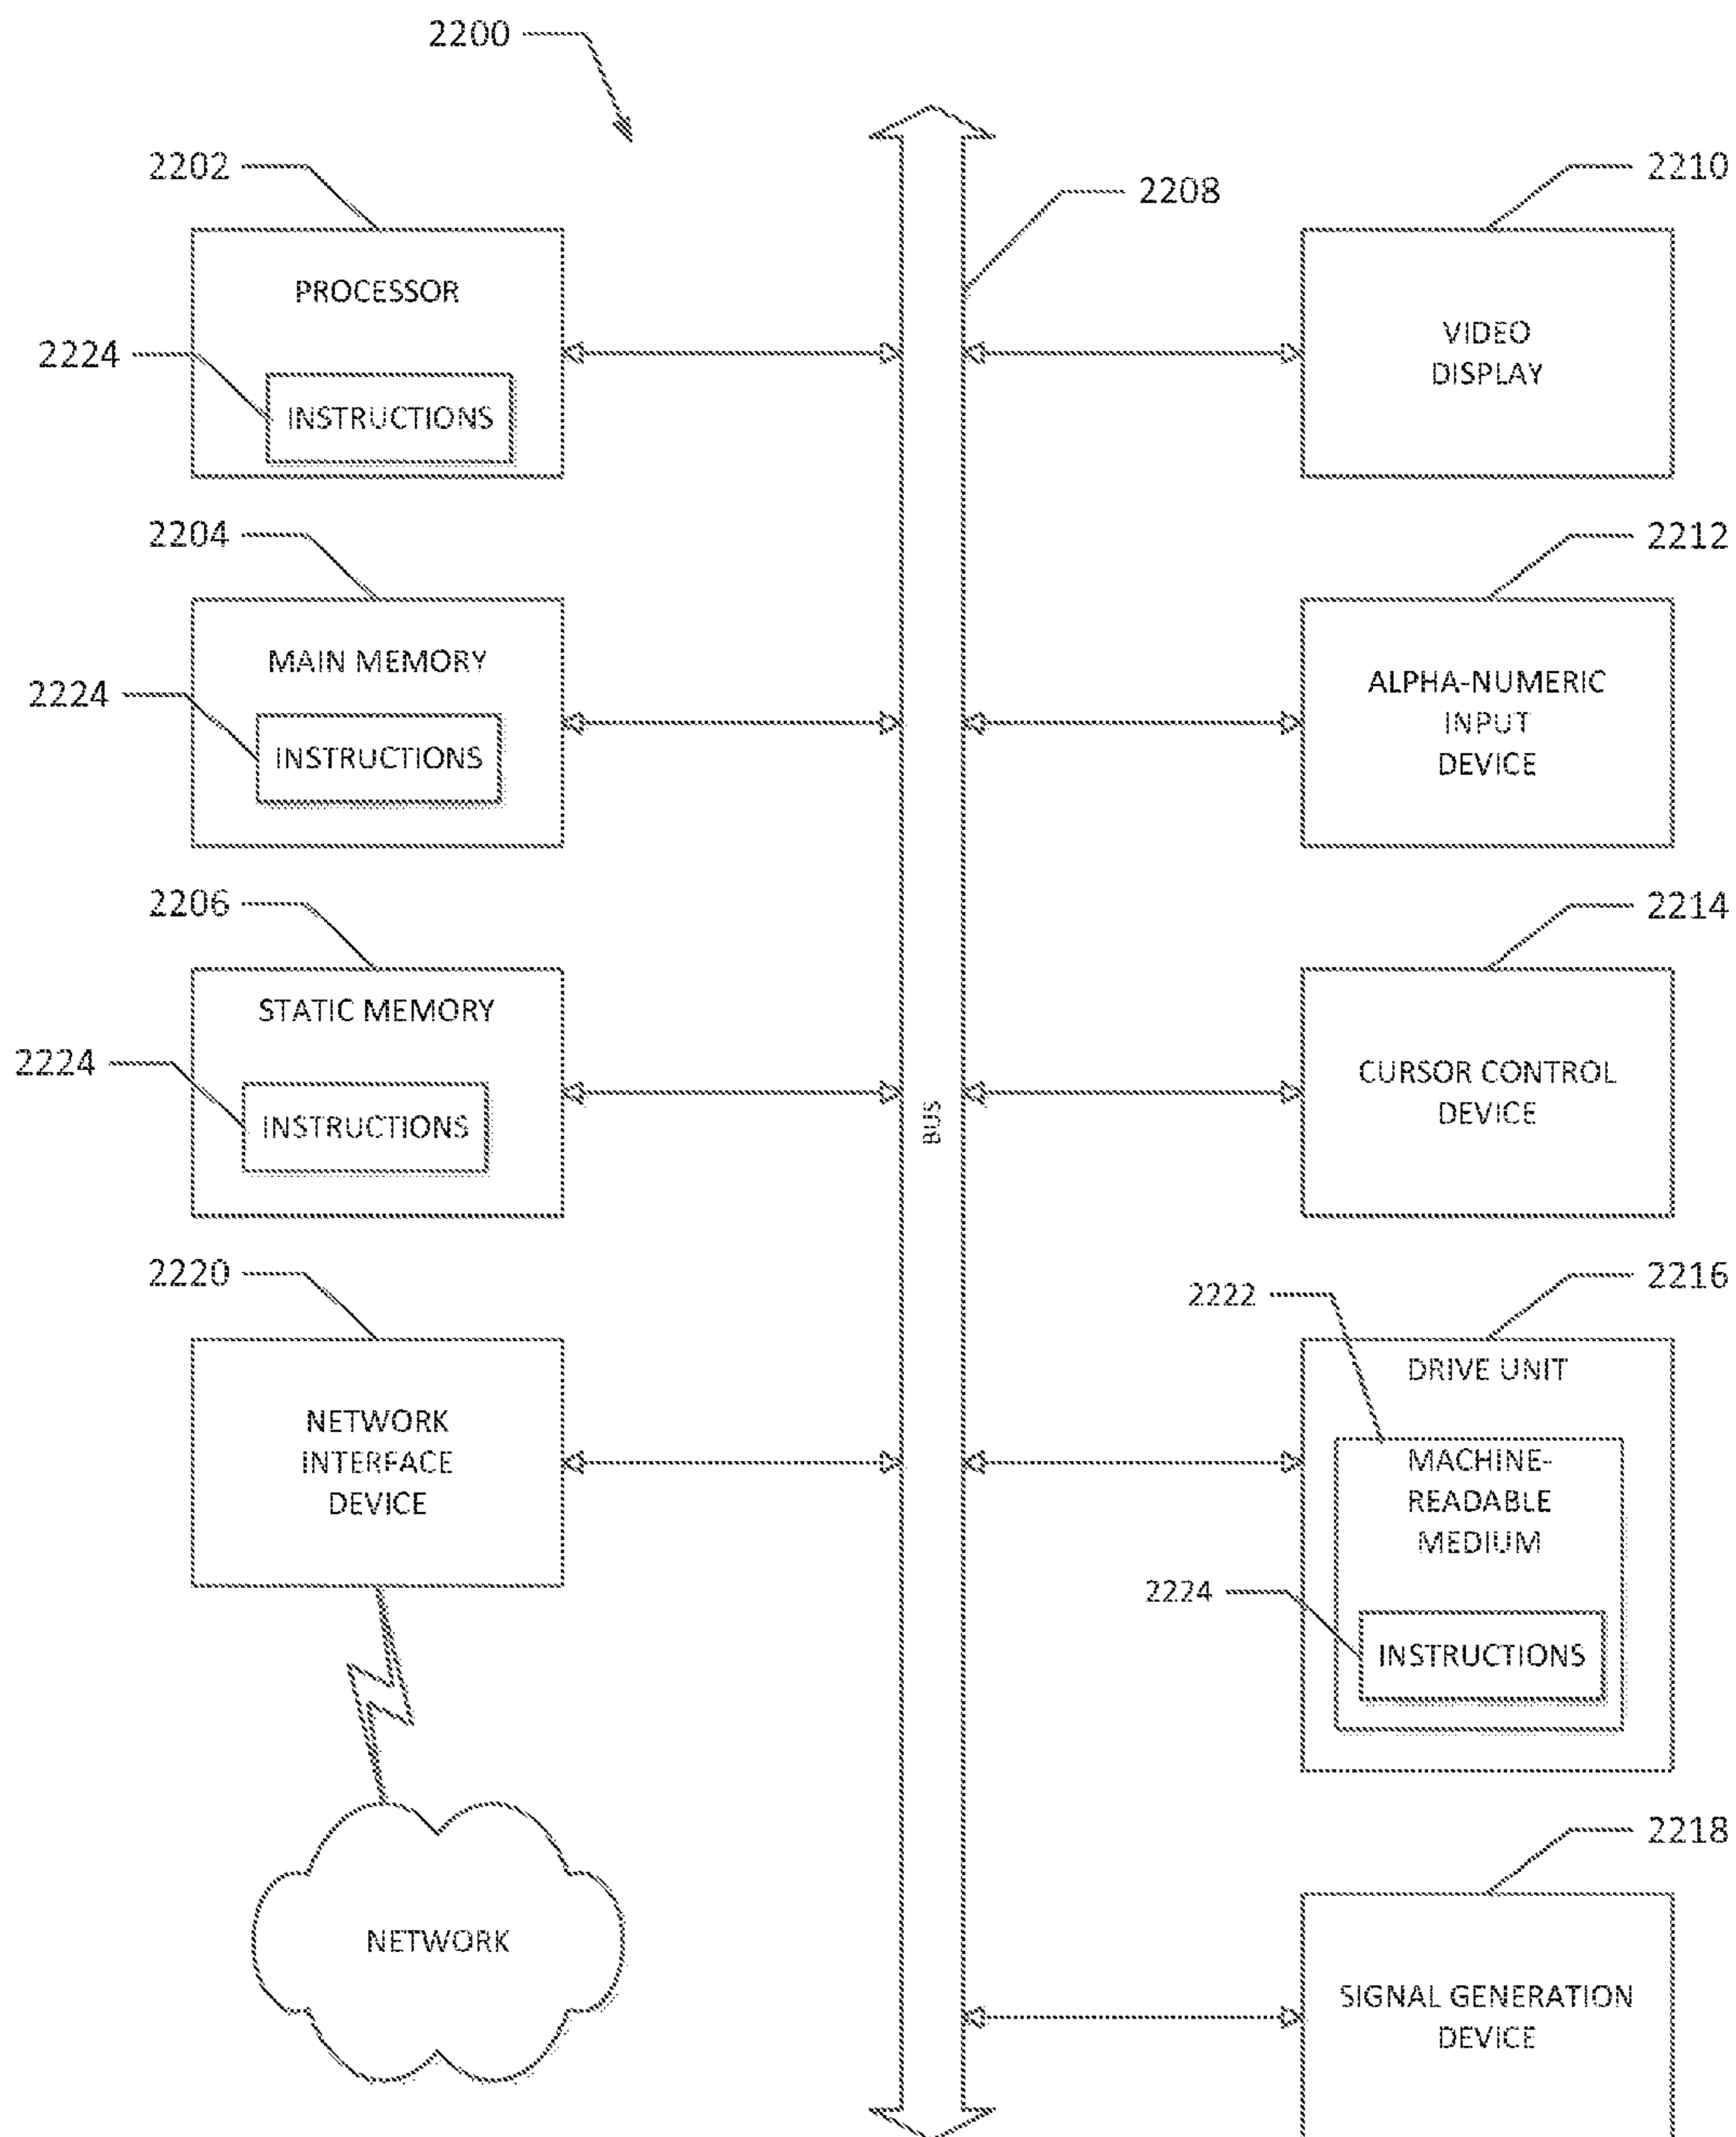 2200
2202
2208
2210
PROCESSOR
2224
INSTRUCTIONS
VIDEO
DISPLAY
2204
2212
MAIN MEMORY
2224
INSTRUCTIONS
ALPHA-NUMERIC
INPUT
DEVICE
2206
2214
STATIC MEMORY
2224
INSTRUCTIONS
BUS
CURSOR CONTROL
DEVICE
2220
2216
2222
DRIVE UNIT
NETWORK
INTERFACE
DEVICE
MACHINE-
READABLE
MEDIUM
2224
INSTRUCTIONS
2218
NETWORK
SIGNAL GENERATION
DEVICE